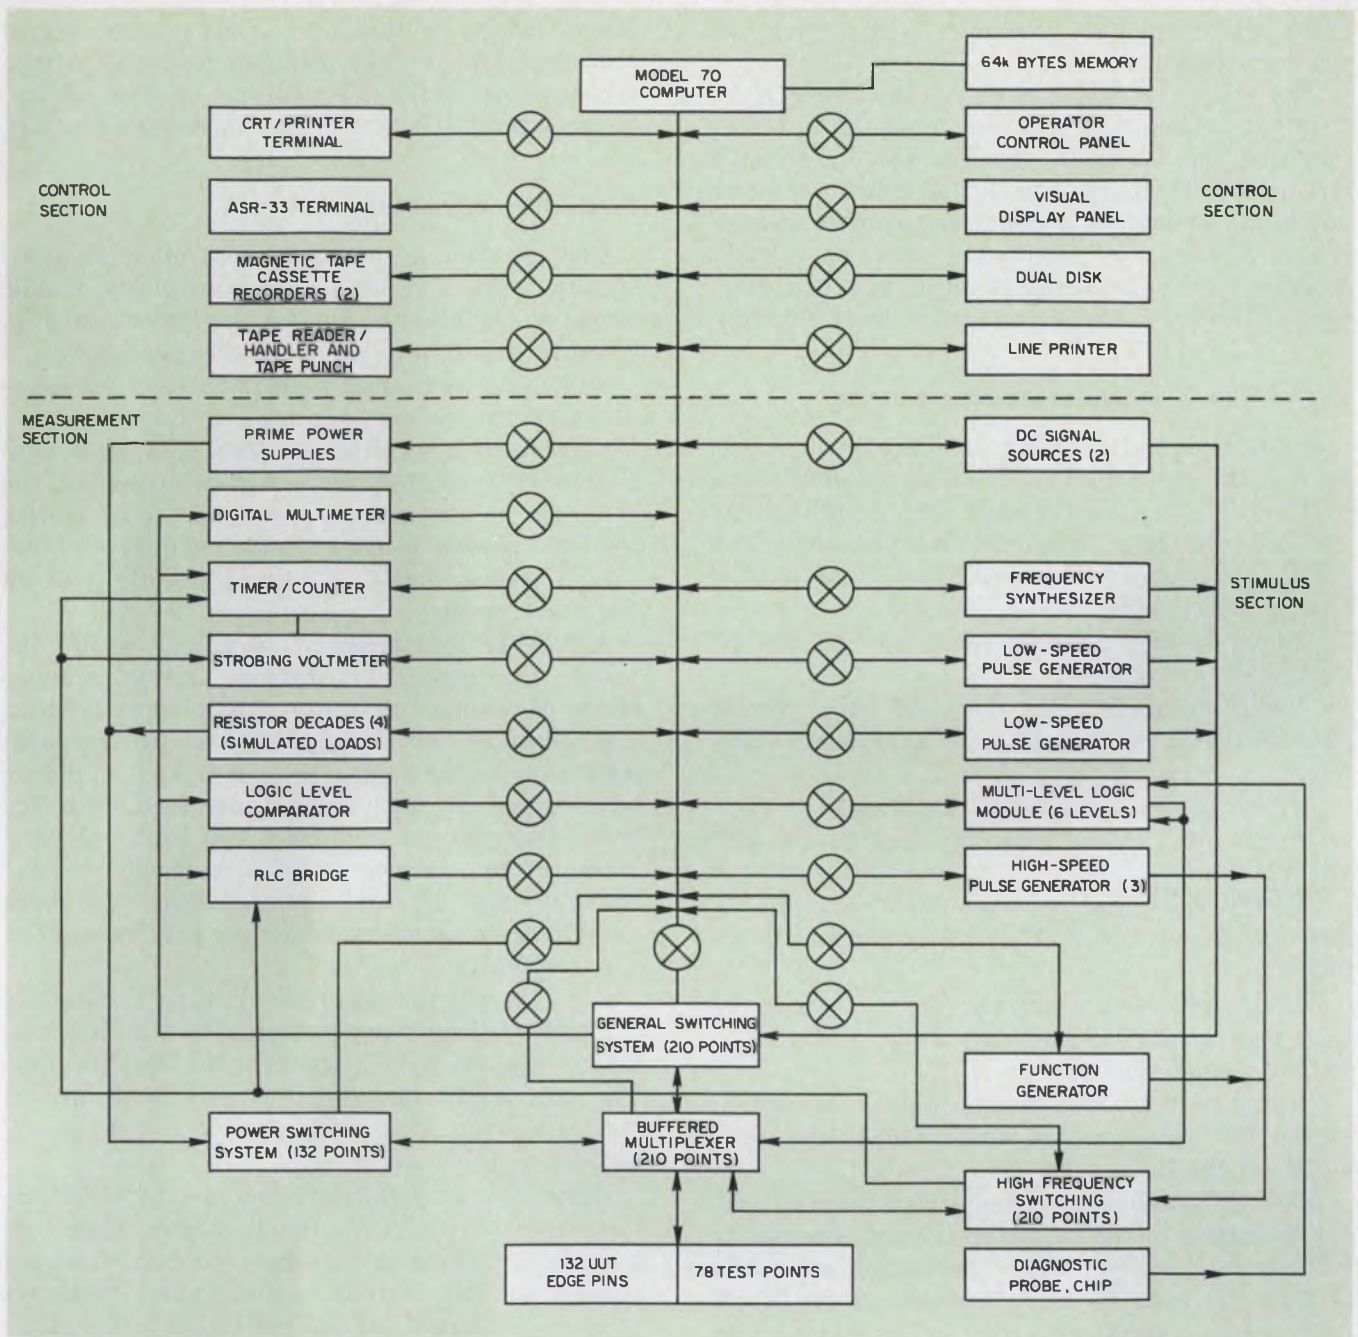 MODEL 70
COMPUTER
64k BYTES MEMORY
CRT/PRINTER
TERMINAL
OPERATOR
CONTROL PANEL
CONTROL
SECTION
ASR-33 TERMINAL
VISUAL
DISPLAY PANEL
CONTROL
SECTION
MAGNETIC TAPE
CASSETTE
RECORDERS (2)
DUAL DISK
TAPE READER/
HANDLER AND
TAPE PUNCH
LINE PRINTER
MEASUREMENT
SECTION
PRIME POWER
SUPPLIES
DC SIGNAL
SOURCES (2)
DIGITAL MULTIMETER
TIMER/COUNTER
FREQUENCY
SYNTHESIZER
STIMULUS
SECTION
STROBING VOLTMETER
LOW-SPEED
PULSE GENERATOR
RESISTOR DECADES (4)
(SIMULATED LOADS)
LOW-SPEED
PULSE GENERATOR
LOGIC LEVEL
COMPARATOR
MULTI-LEVEL LOGIC
MODULE (6 LEVELS)
RLC BRIDGE
HIGH-SPEED
PULSE GENERATOR (3)
GENERAL SWITCHING
SYSTEM (210 POINTS)
FUNCTION
GENERATOR
POWER SWITCHING
SYSTEM (132 POINTS)
BUFFERED
MULTIPLEXER
(210 POINTS)
HIGH FREQUENCY
SWITCHING
(210 POINTS)
132 UUT
EDGE PINS
78 TEST POINTS
DIAGNOSTIC
PROBE, CHIP